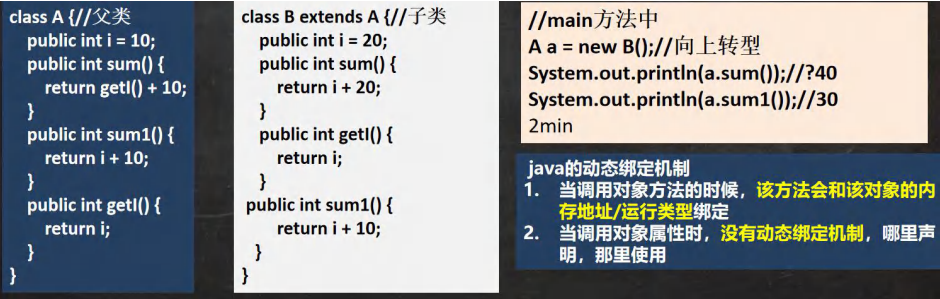 class A {//父类
public int i = 10;
public int sum() {
return getI() + 10;
}
public int sum1() {
return i + 10;
}
public int getI() {
return i;
}
}
class B extends A {//子类
public int i = 20;
public int sum() {
return i + 20;
}
public int getI() {
return i;
}
public int sum1() {
return i + 10;
}
}
//main方法中
A a = new B();//向上转型
System.out.println(a.sum());//?40
System.out.println(a.sum1());//30
2min
java的动态绑定机制
1. 当调用对象方法的时候，该方法会和该对象的内
存地址/运行类型绑定
2. 当调用对象属性时，没有动态绑定机制，哪里声
明，那里使用